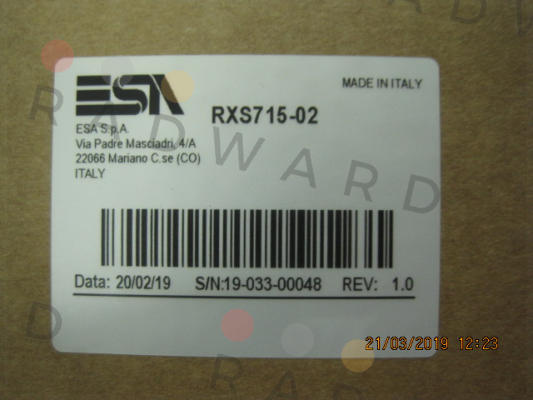 ESA
MADE IN ITALY
RXS715-02
ESA S.p.A.
Via Padre Masciadri, 4/A
22066 Mariano C.se (CO)
ITALY
RADWARD
Data: 20/02/19 S/N:19-033-00048 REV: 1.0
21/03/2019 12:23
D
RADWARD